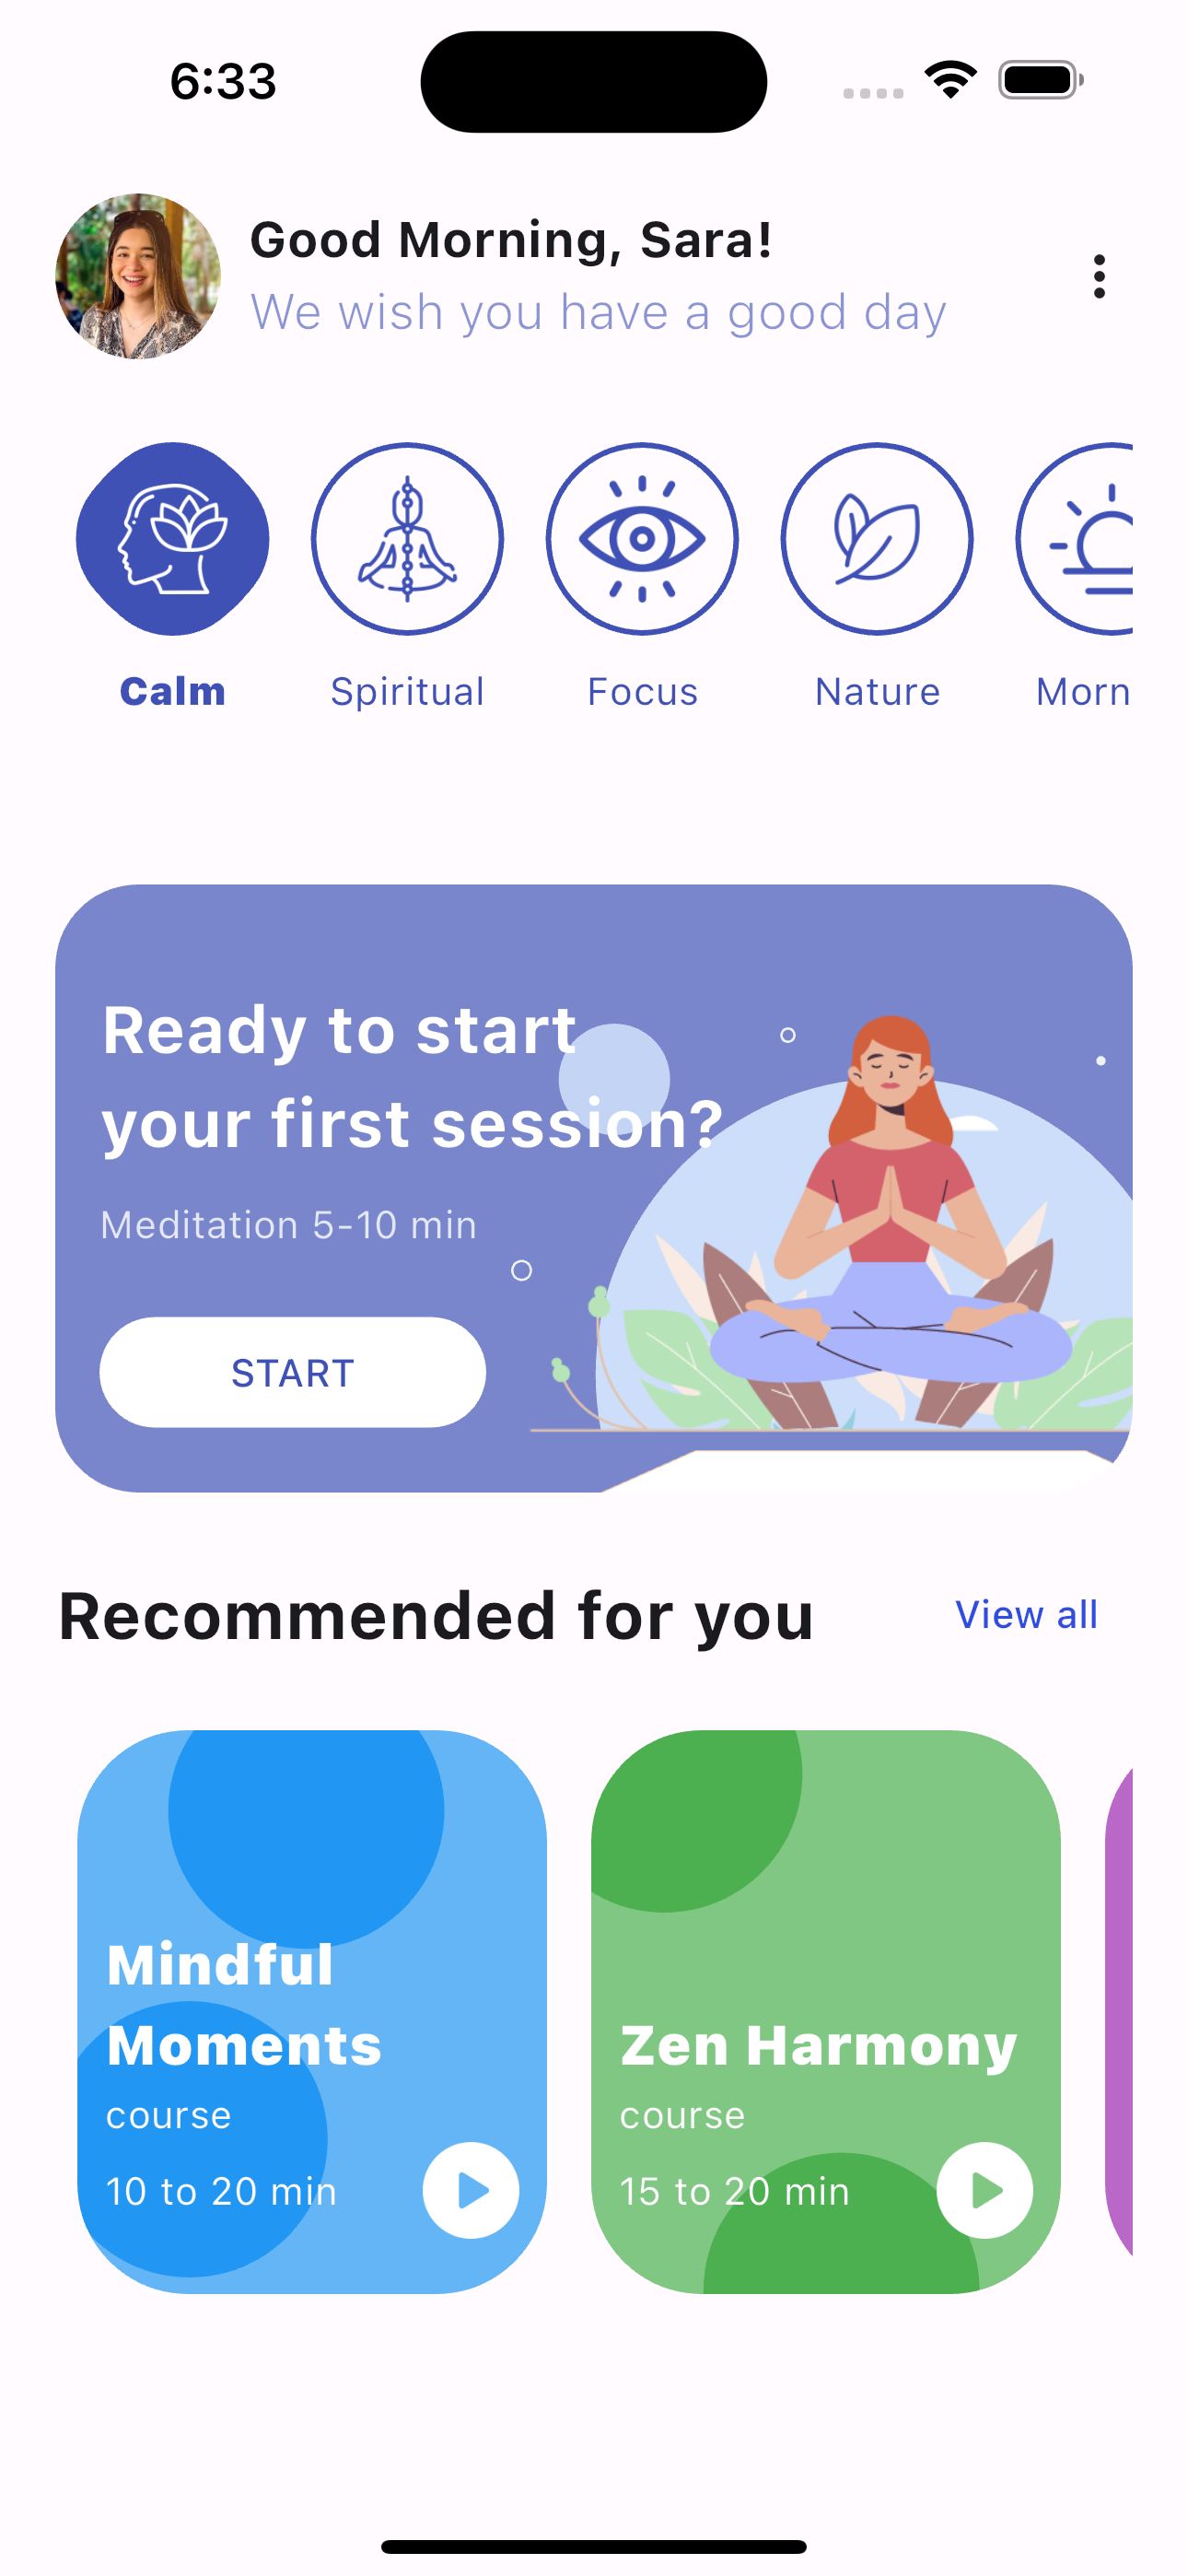 6:33
Good Morning, Sara!
We wish you have a good day
Calm
Spiritual
Focus
Nature
Morn
Ready to start
your first session?
Meditation 5-10 min
START
Recommended for you
View all
Mindful
Moments
course
10 to 20 min
Zen Harmony
course
15 to 20 min